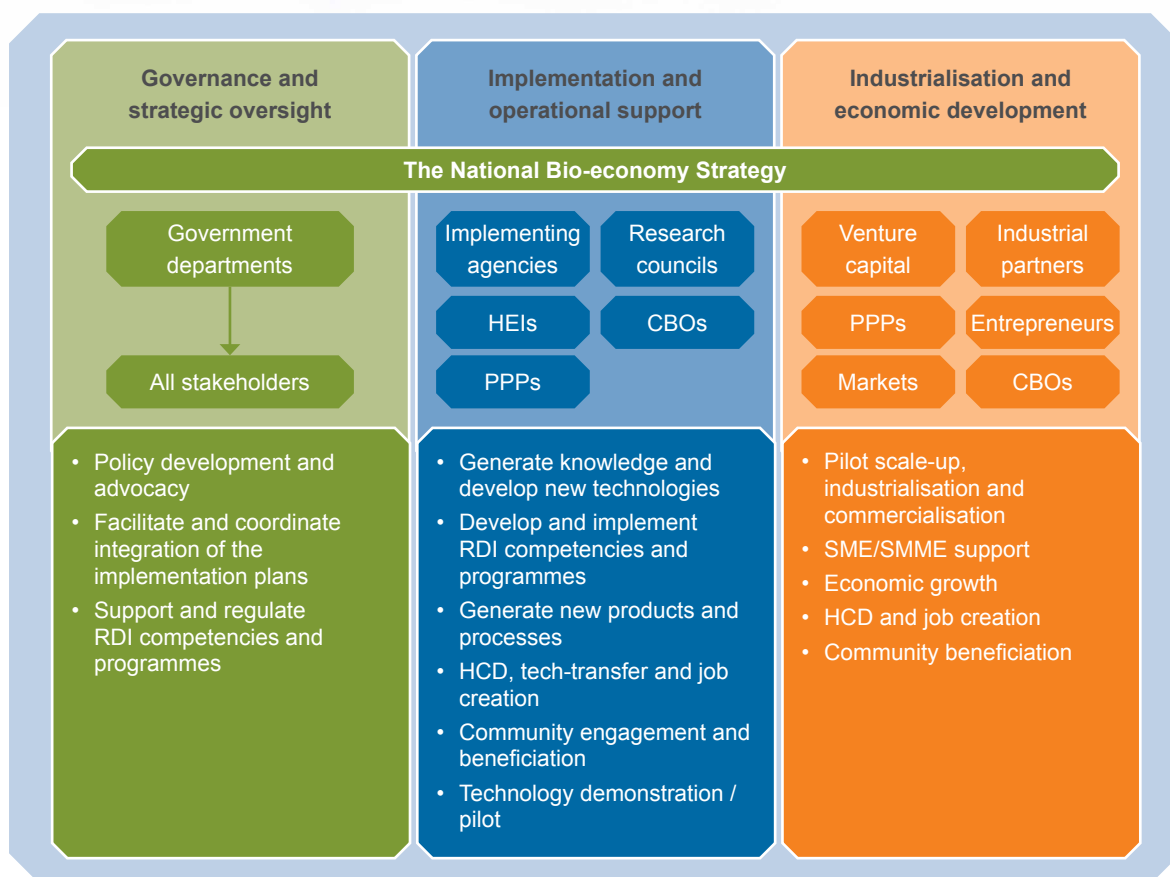 Governance and
strategic oversight
Implementation and
operational support
Industrialisation and
economic development
The National Bio-economy Strategy
Government
departments
All stakeholders
Implementing
agencies
Research
councils
HEIs
CBOs
PPPs
Venture
capital
Industrial
partners
PPPs
Entrepreneurs
Markets
CBOs
• Policy development and
advocacy
• Facilitate and coordinate
integration of the
implementation plans
• Support and regulate
RDI competencies and
programmes
• Generate knowledge and
develop new technologies
• Develop and implement
RDI competencies and
programmes
• Generate new products and
processes
• HCD, tech-transfer and job
creation
• Community engagement and
beneficiation
• Technology demonstration /
pilot
• Pilot scale-up,
industrialisation and
commercialisation
• SME/SMME support
• Economic growth
• HCD and job creation
• Community beneficiation